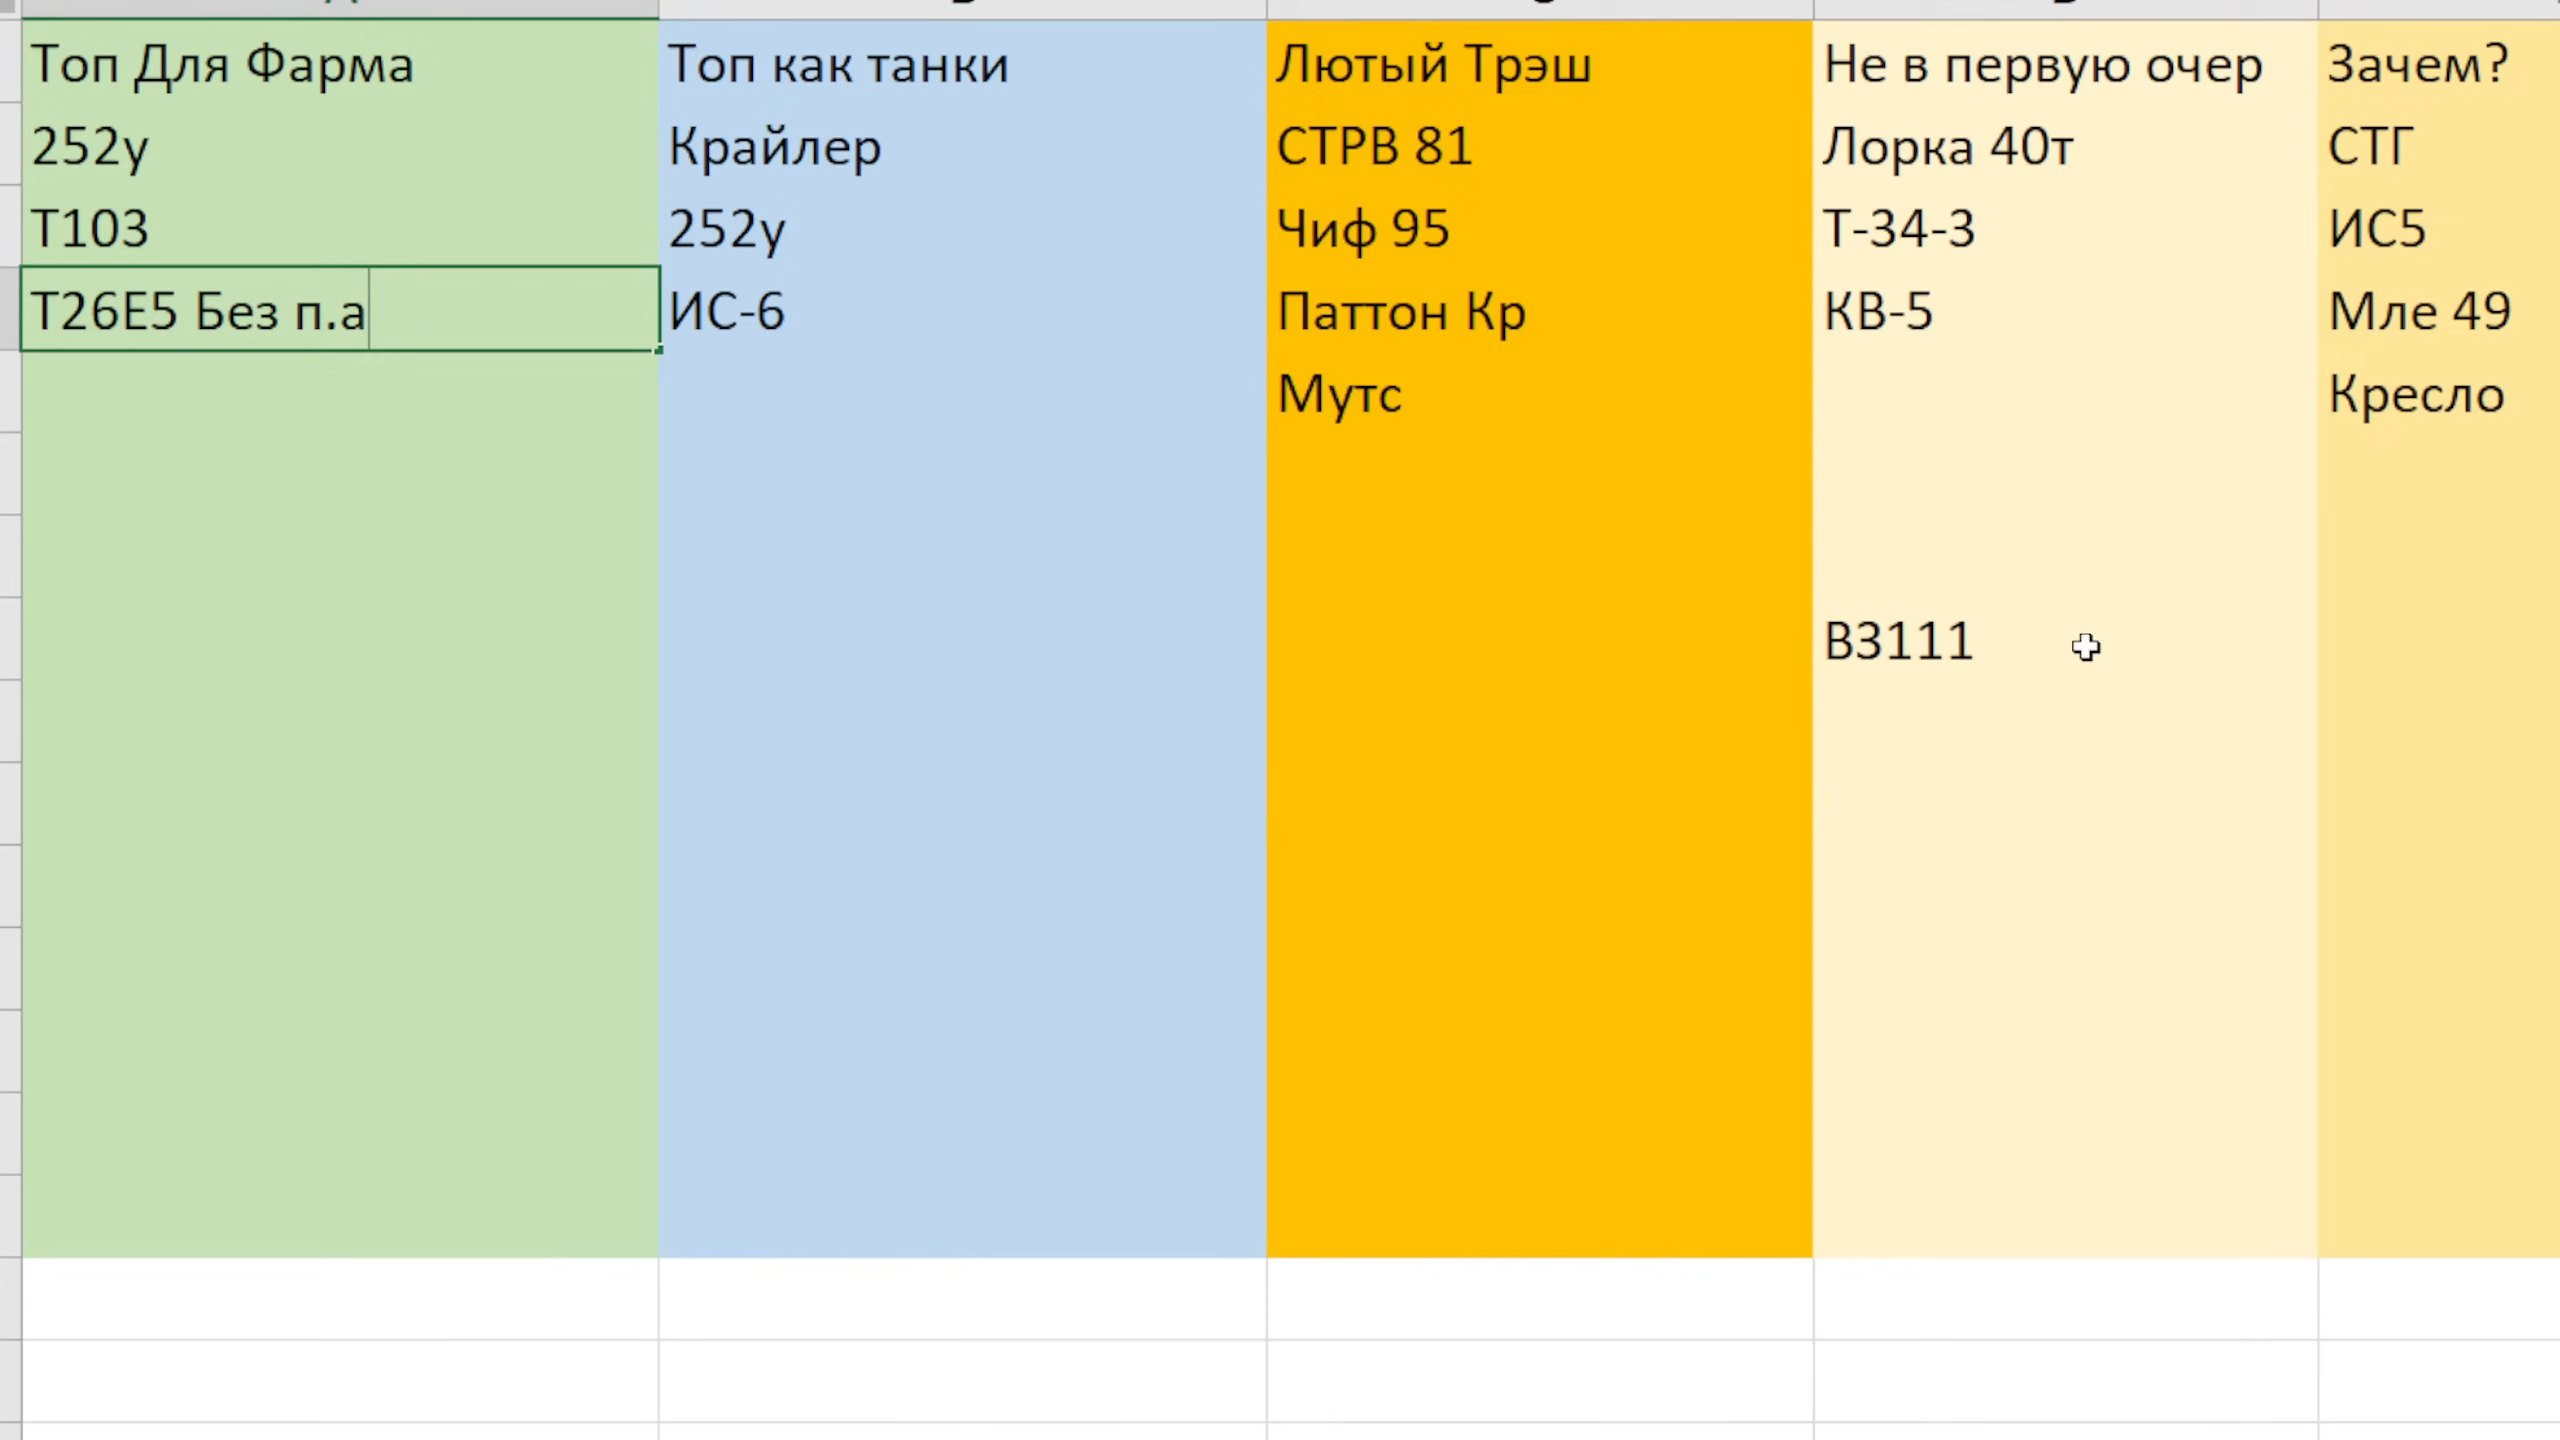 Топ Для Фарма
Топ как танки
Лютый Трэш
Не в первую очер
Зачем?
252у
Крайлер
СТРВ 81
Лорка 40т
СТГ
Т103
252у
Чиф 95
Т-34-3
ИС5
Т26Е5 Без п.а
ИС-6
Паттон Кр
КВ-5
Мле 49
Мутс
Кресло
ВЗ111